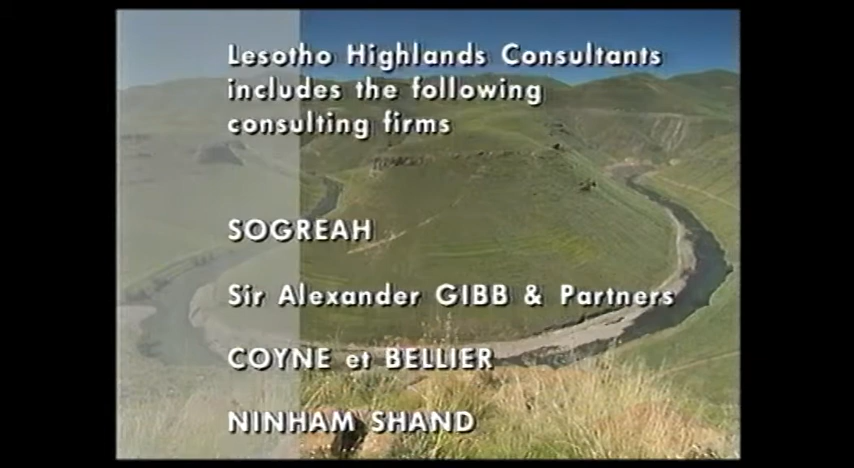 Lesotho Highlands Consultants
includes the following
consulting firms
SOGREAH
Sir Alexander GIBB & Partners
COYNE et BELLIER
NINHAM SHAND